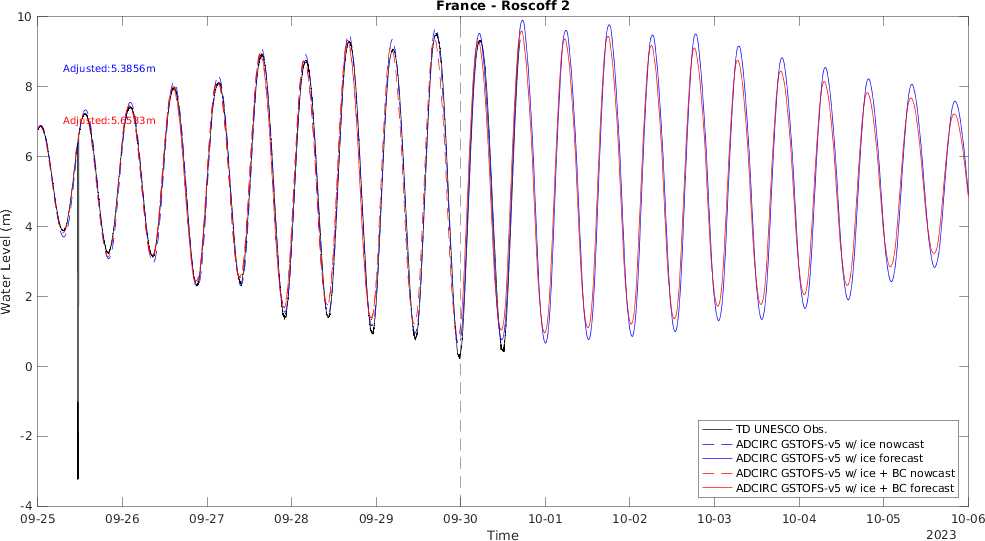 France - Roscoff 2
Water Level (m)
10
8
6
4
2
0
-2
-4
Adjusted:5.3856m
Adjusted:5.6583m
TD UNESCO Obs.
ADCIRC GSTOFS-v5 w/ ice nowcast
ADCIRC GSTOFS-v5 w/ ice forecast
ADCIRC GSTOFS-v5 w/ ice + BC nowcast
ADCIRC GSTOFS-v5 w/ ice + BC forecast
09-25 09-26 09-27 09-28 09-29 09-30 10-01 10-02 10-03 10-04 10-05 10-06
Time
2023